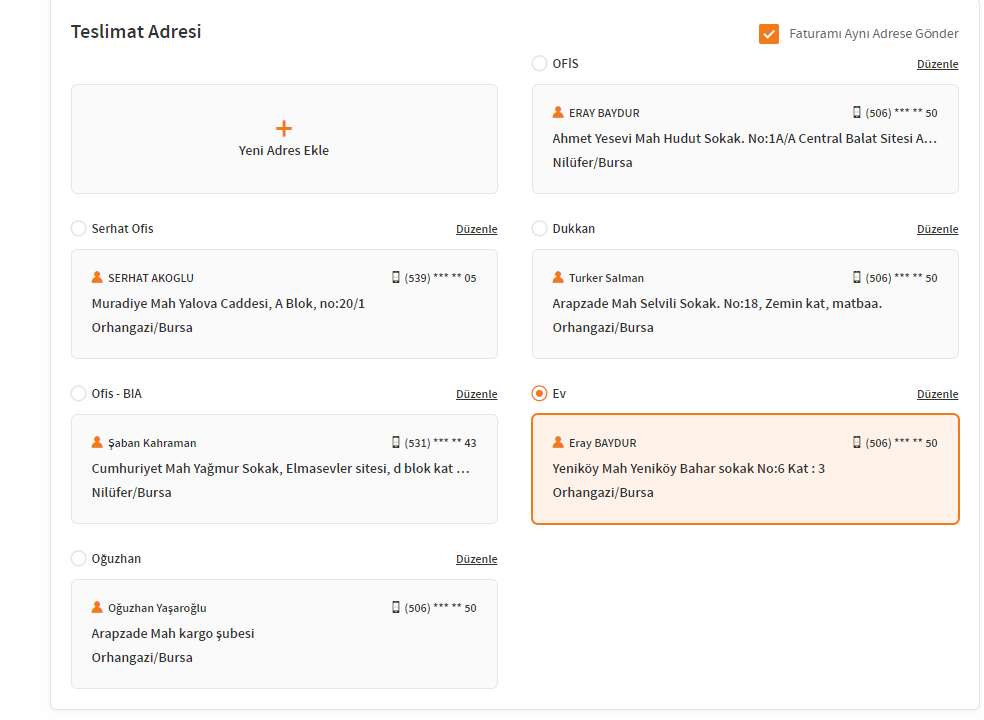 Teslimat Adresi
Faturamı Aynı Adrese Gönder
Yeni Adres Ekle
OFİS
Düzenle
ERAY BAYDUR
(506) *** ** 50
Ahmet Yesevi Mah Hudut Sokak. No:1A/A Central Balat Sitesi A...
Nilüfer/Bursa
Serhat Ofis
Düzenle
SERHAT AKOGLU
(539) *** ** 05
Muradiye Mah Yalova Caddesi, A Blok, no:20/1
Orhangazi/Bursa
Dukkan
Düzenle
Turker Salman
(506) *** ** 50
Arapzade Mah Selvili Sokak. No:18, Zemin kat, matbaa.
Orhangazi/Bursa
Ofis - BIA
Düzenle
Şaban Kahraman
(531) *** ** 43
Cumhuriyet Mah Yağmur Sokak, Elmasevler sitesi, d blok kat ...
Nilüfer/Bursa
Ev
Düzenle
Eray BAYDUR
(506) *** ** 50
Yeniköy Mah Yeniköy Bahar sokak No:6 Kat : 3
Orhangazi/Bursa
Oğuzhan
Düzenle
Oğuzhan Yaşaroğlu
(506) *** ** 50
Arapzade Mah kargo şubesi
Orhangazi/Bursa